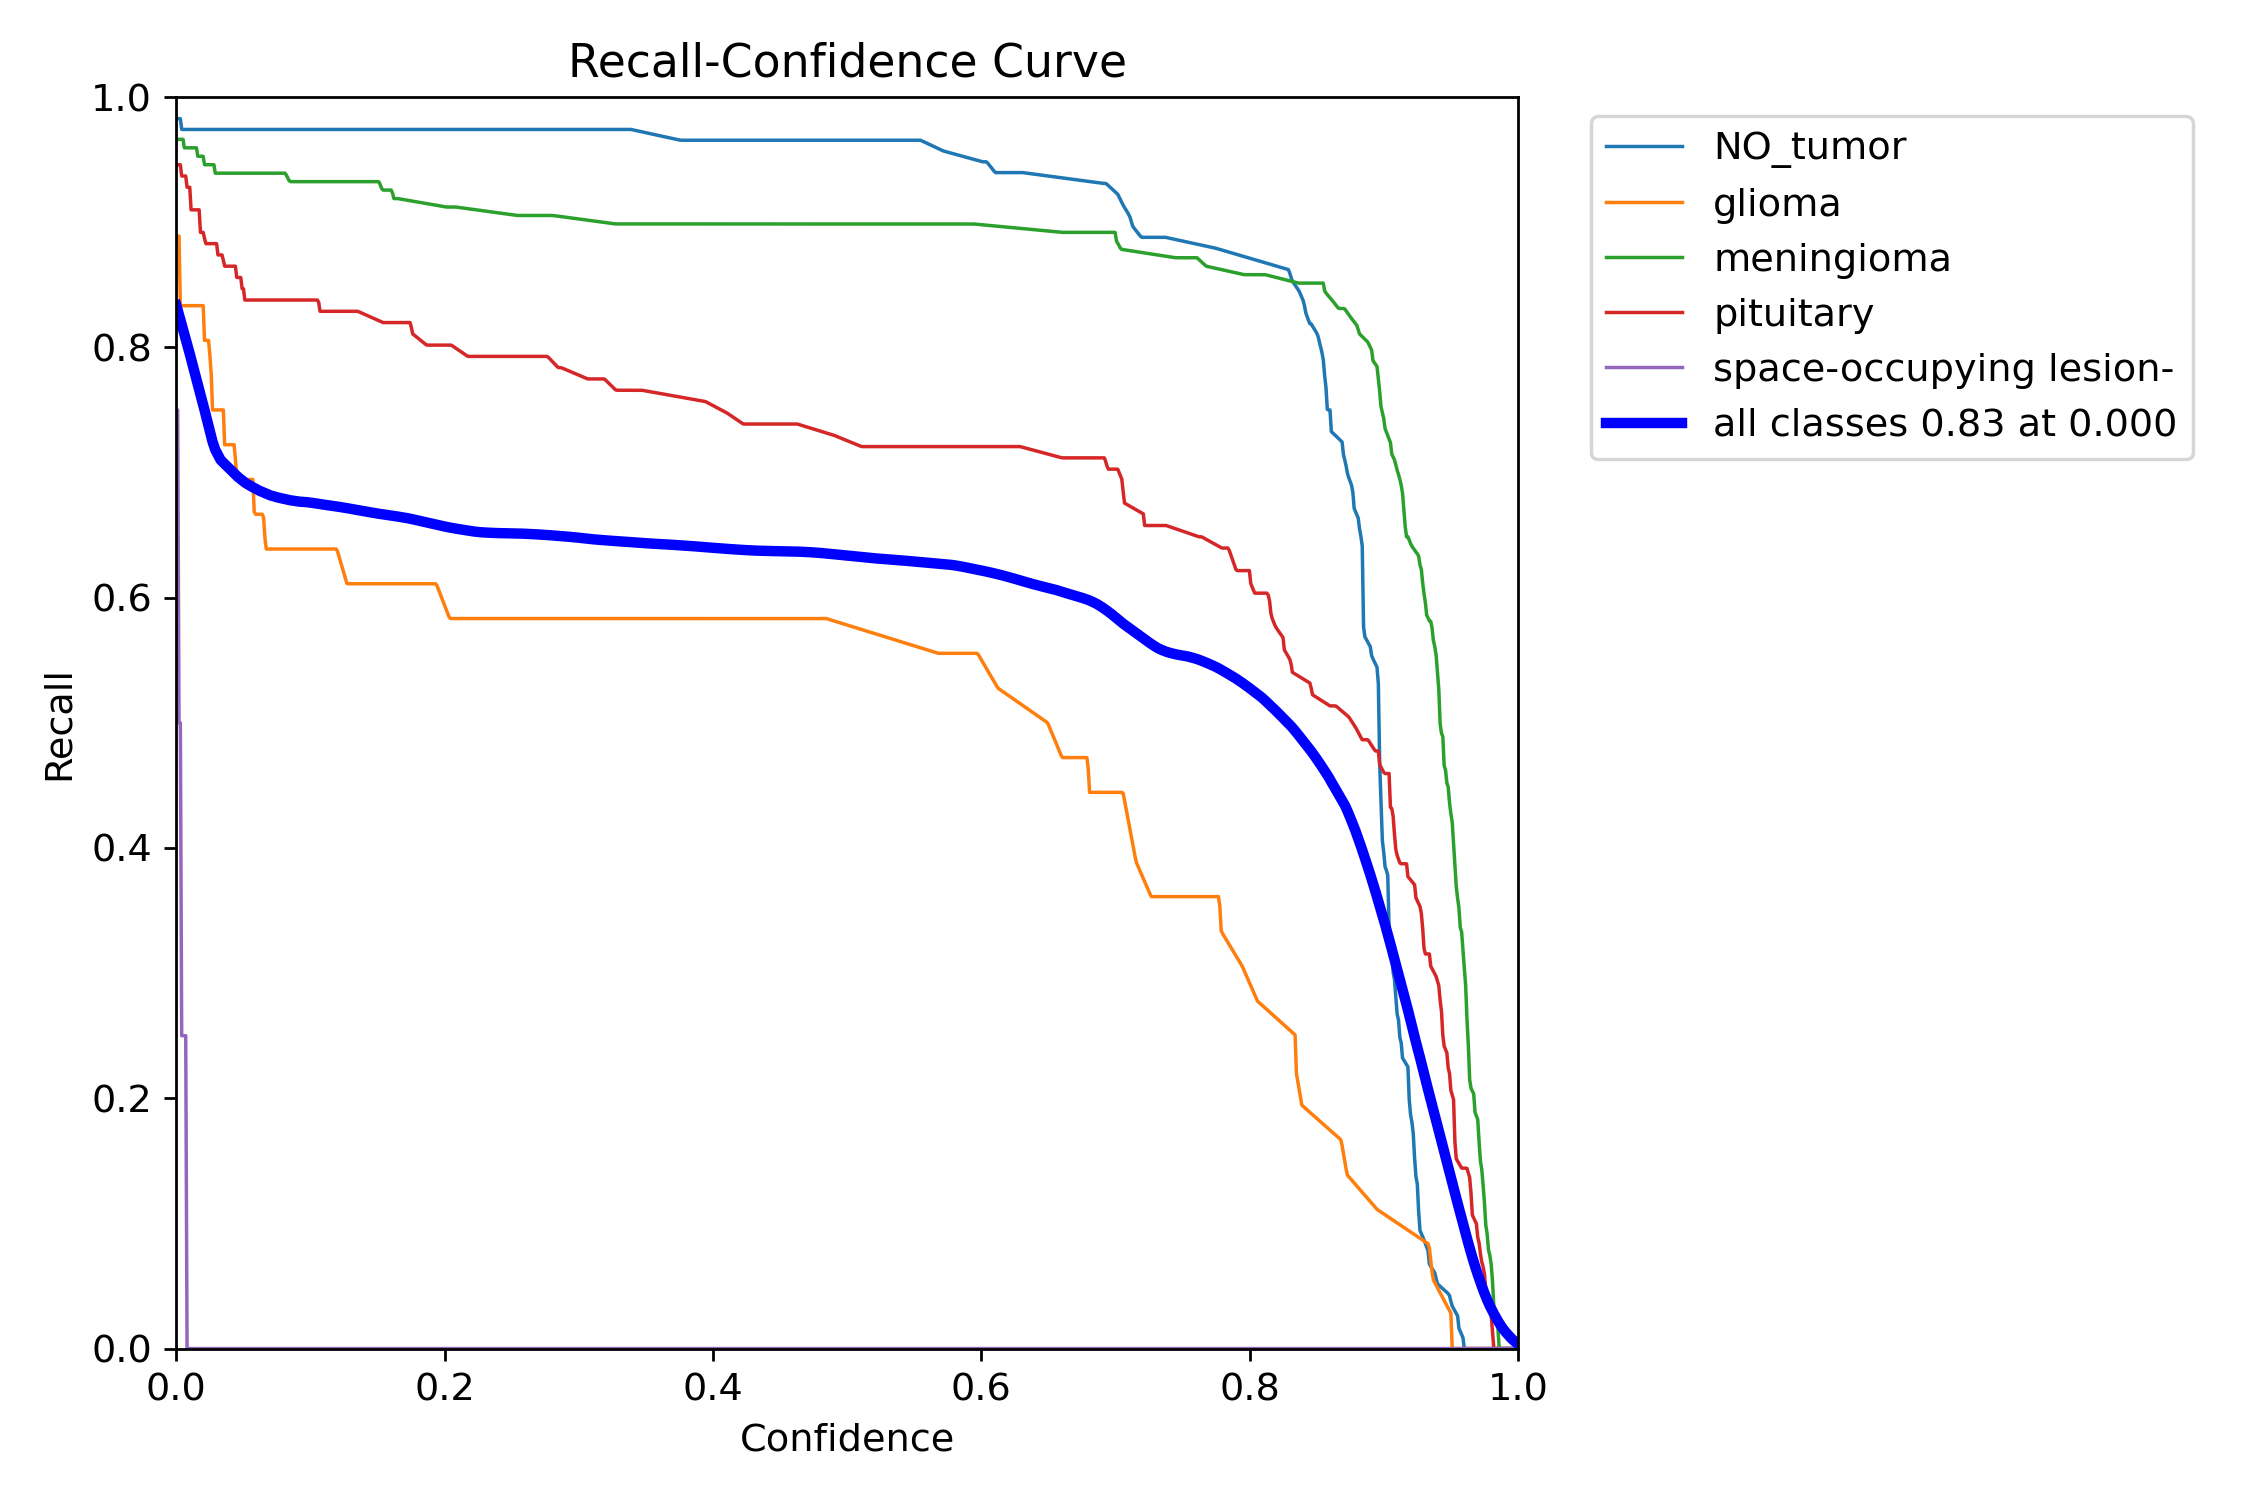 Recall-Confidence Curve
1.0
0.8
0.6
0.4
0.2
0.0
Recall
0.0 0.2 0.4 0.6 0.8 1.0
Confidence
NO_tumor
glioma
meningioma
pituitary
space-occupying lesion-
all classes 0.83 at 0.000